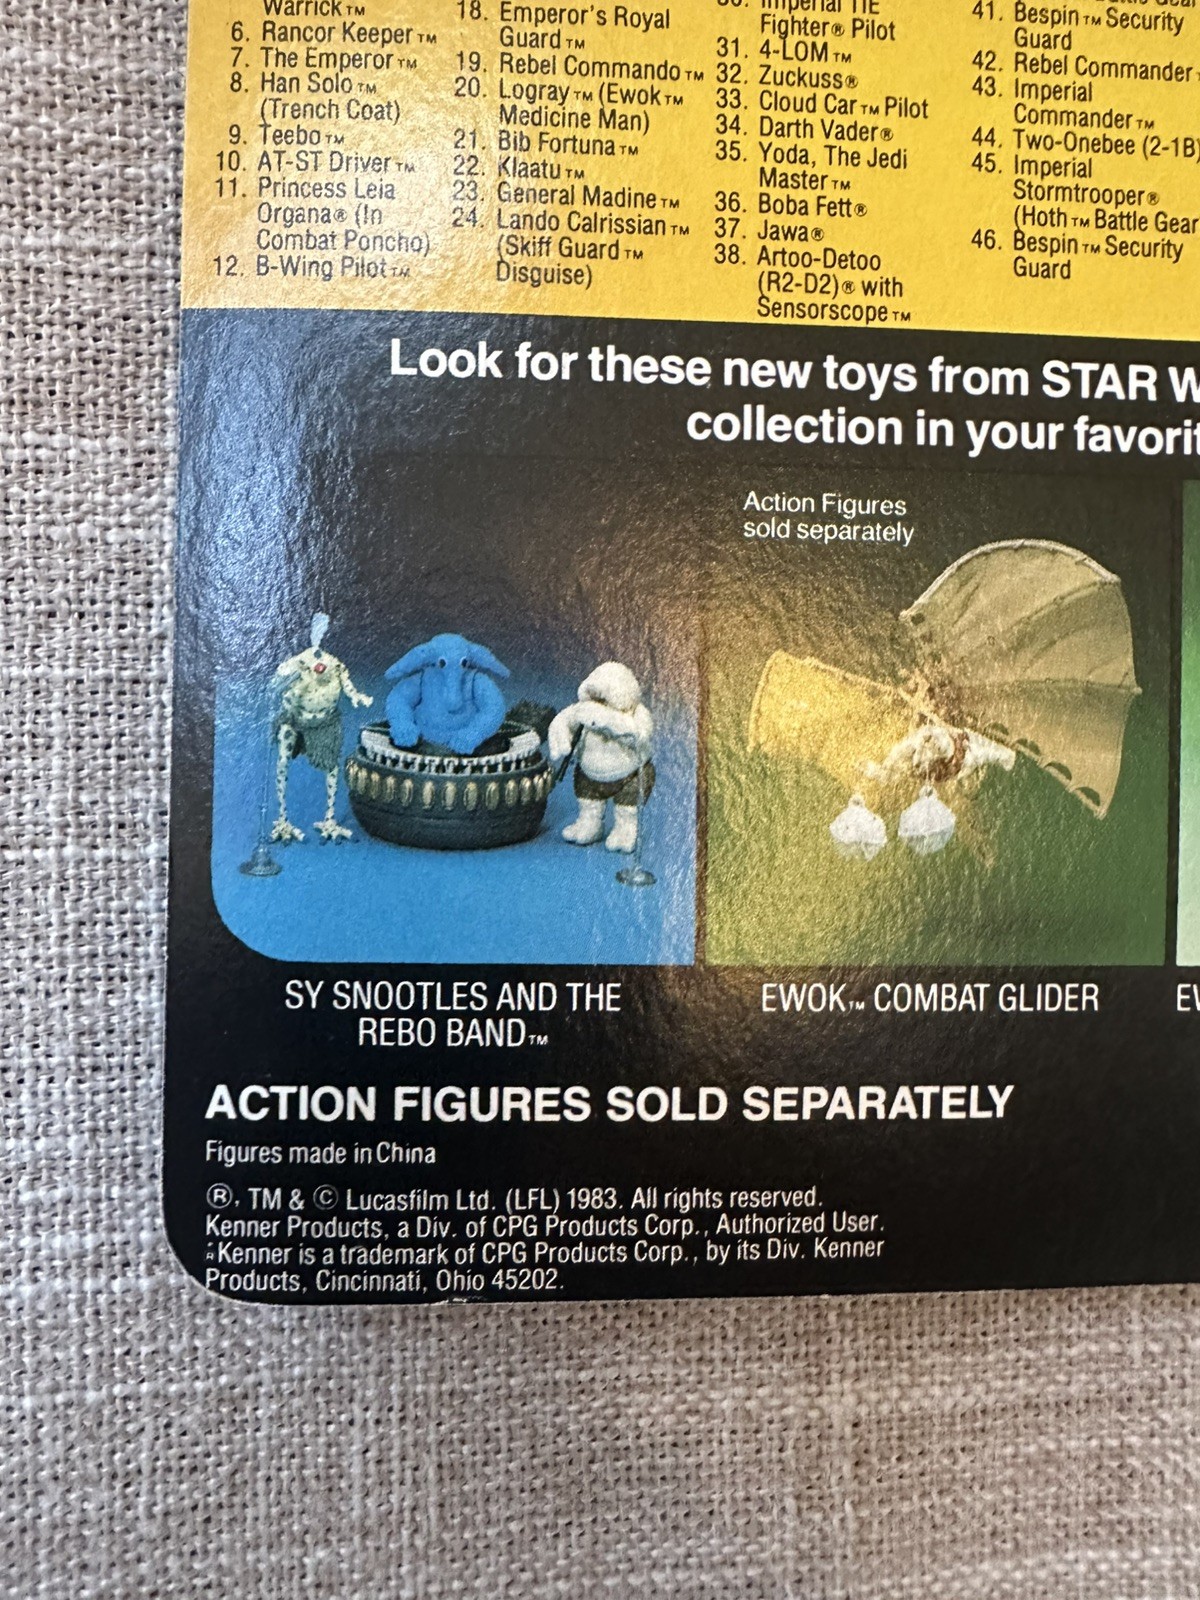 Warrick™
6. Rancor Keeper™
7. The Emperor™
8. Han Solo™
(Trench Coat)
9. Teebo™
10. AT-ST Driver™
11. Princess Leia
Organa® (In
Combat Poncho)
12. B-Wing Pilot™
18. Emperor's Royal
Guard™
19. Rebel Commando™
20. Logray™ (Ewok™
Medicine Man)
21. Bib Fortuna™
22. Klaatu™
23. General Madine™
24. Lando Calrissian™
(Skiff Guard™
Disguise)
Imperial TIE
Fighter® Pilot
31. 4-LOM™
32. Zuckuss®
33. Cloud Car™ Pilot
34. Darth Vader®
35. Yoda, The Jedi
Master™
36. Boba Fett®
37. Jawa®
38. Artoo-Detoo
(R2-D2)® with
Sensorscope™
41. Bespin™ Security
Guard
42. Rebel Commander
43. Imperial
Commander™
44. Two-Onebee (2-1B)
45. Imperial
Stormtrooper®
(Hoth™ Battle Gear
46. Bespin™ Security
Guard
Look for these new toys from STAR W
collection in your favorit
Action Figures
sold separately
SY SNOOTLES AND THE
REBO BAND™
EWOK™ COMBAT GLIDER
ACTION FIGURES SOLD SEPARATELY
Figures made in China
®, TM & © Lucasfilm Ltd. (LFL) 1983. All rights reserved.
Kenner Products, a Div. of CPG Products Corp., Authorized User.
Kenner is a trademark of CPG Products Corp., by its Div. Kenner
Products, Cincinnati, Ohio 45202.